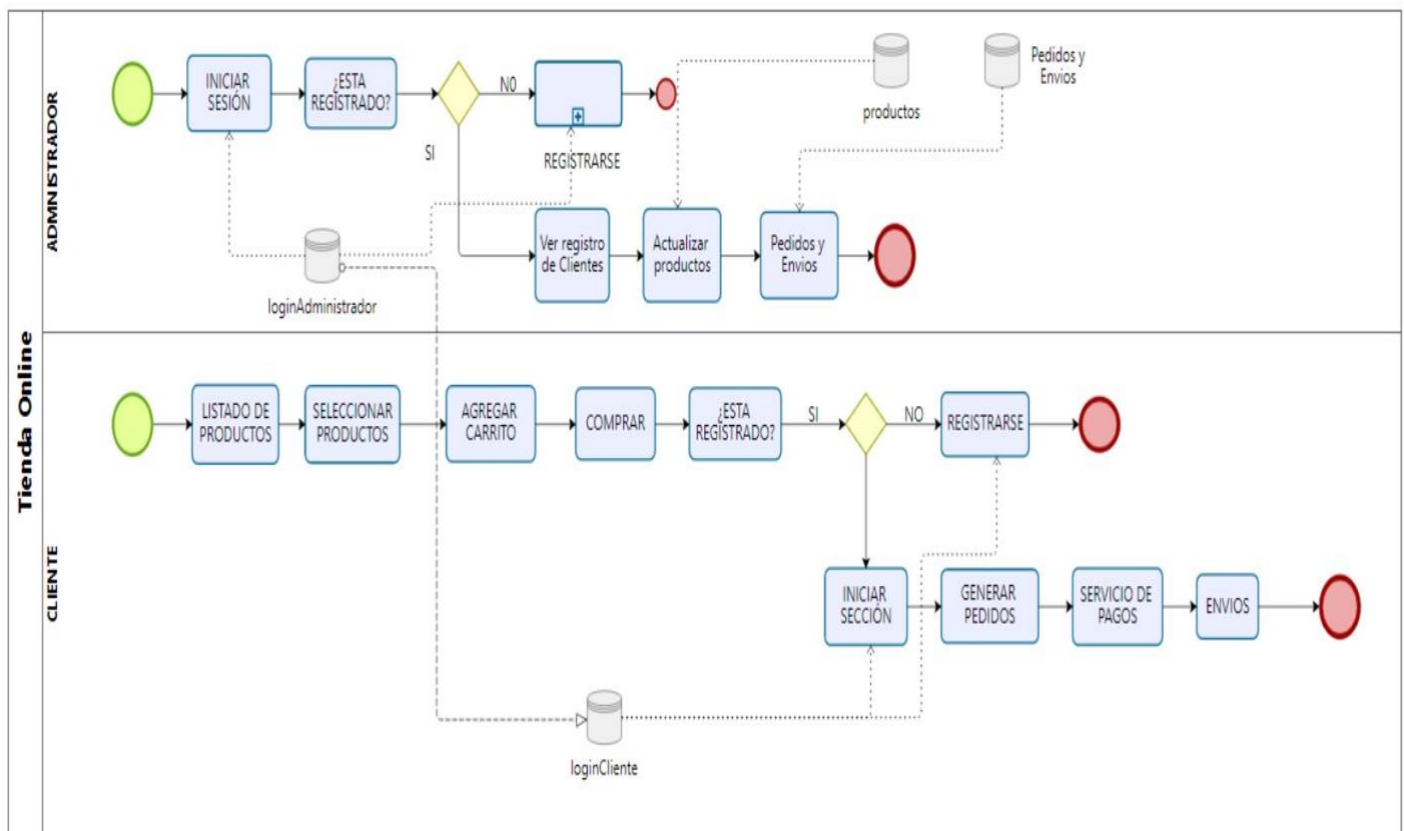 Tienda Online
ADMNISTRADOR
INICIAR
SESIÓN
¿ESTA
REGISTRADO?
N0
SI
REGISTRARSE
productos
Pedidos y
Envios
Ver registro
de Clientes
Actualizar
productos
Pedidos y
Envios
loginAdministrador
CLIENTE
LISTADO DE
PRODUCTOS
SELECCIONAR
PRODUCTOS
AGREGAR
CARRITO
COMPRAR
¿ESTA
REGISTRADO?
SI
NO
REGISTRARSE
INICIAR
SECCIÓN
GENERAR
PEDIDOS
SERVICIO DE
PAGOS
ENVIOS
loginCliente